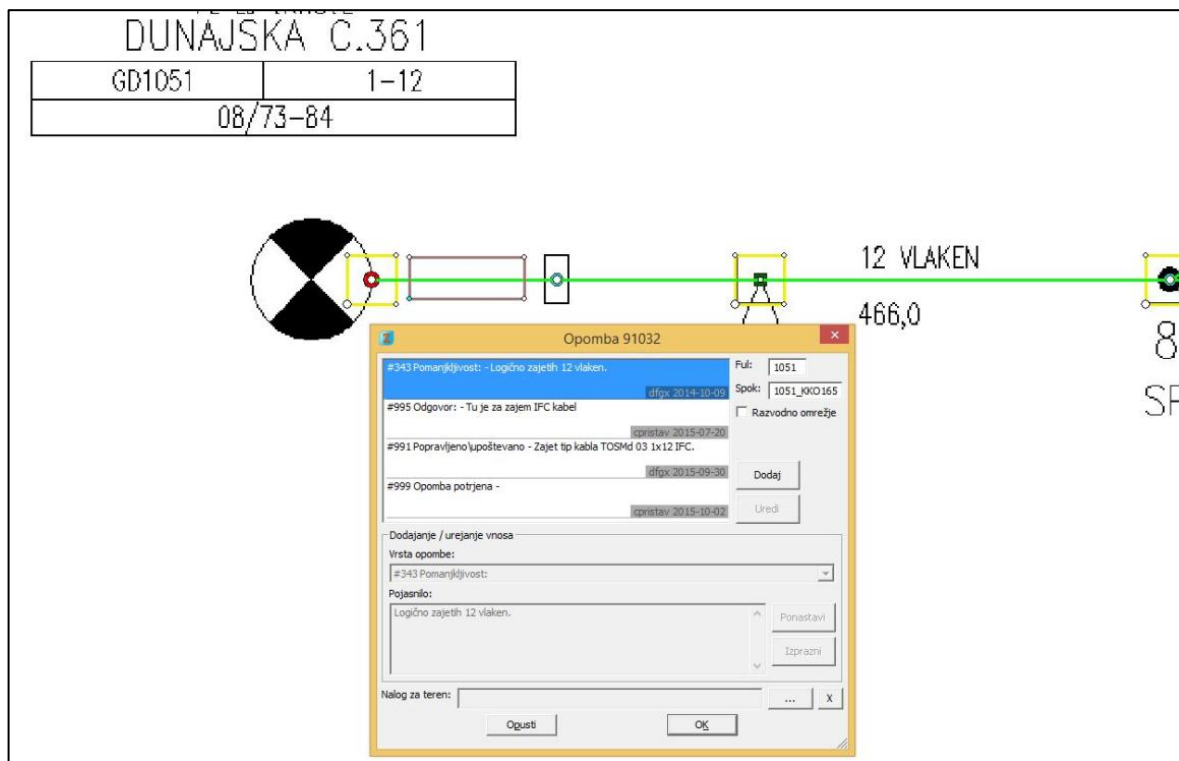 DUNAJSKA C.361
GD1051 1-12
08/73-84
12 VLAKEN
466,0
8
SP
Opomba 91032
#343 Pomanjkljivost: - Logično zajetih 12 vlaken.
dfgx 2014-10-09
#995 Odgovor: - Tu je za zajem IFC kabel
cpristav 2015-07-20
#991 Popravljeno\upoštevano - Zajet tip kabla TOSMd 03 1x12 IFC.
dfgx 2015-09-30
#999 Opomba potrjena -
cpristav 2015-10-02
Ful: 1051
Spok: 1051_KKO165
Razvodno omrežje
Dodaj
Uredi
Dodajanje / urejanje vnosa
Vrsta opombe:
#343 Pomanjkljivost:
Pojasnilo:
Logično zajetih 12 vlaken.
Ponastavi
Izprazni
Nalog za teren:
... X
Opusti OK